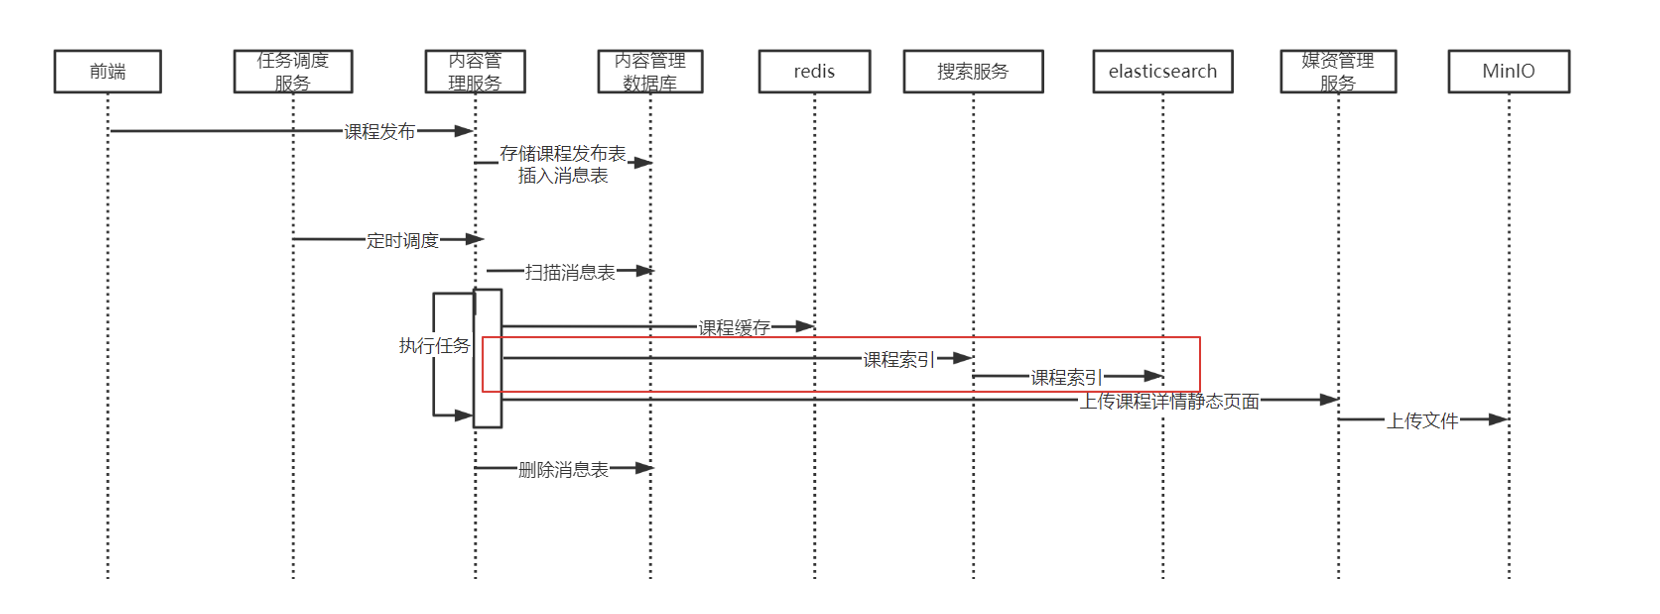 前端
任务调度
服务
内容管
理服务
内容管理
数据库
redis
搜索服务
elasticsearch
媒资管理
服务
MinIO
课程发布
存储课程发布表
插入消息表
定时调度
扫描消息表
课程缓存
执行任务
课程索引
课程索引
上传课程详情静态页面
上传文件
删除消息表